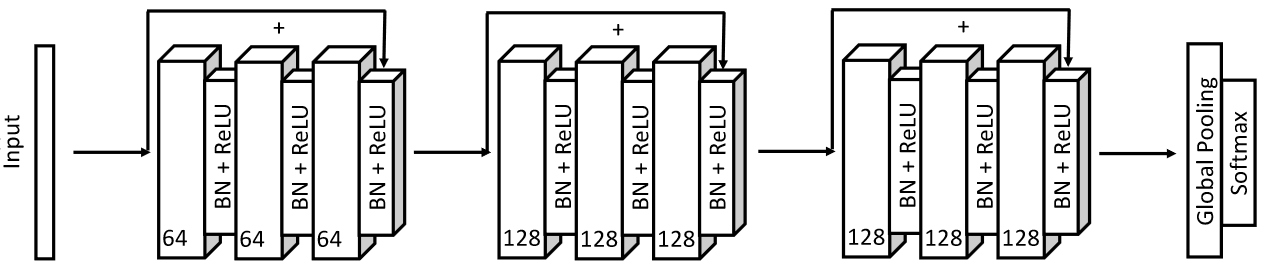 Input
+
64
BN + ReLU
64
BN + ReLU
64
BN + ReLU
+
128
BN + ReLU
128
BN + ReLU
128
BN + ReLU
+
128
BN + ReLU
128
BN + ReLU
128
BN + ReLU
Global Pooling
Softmax